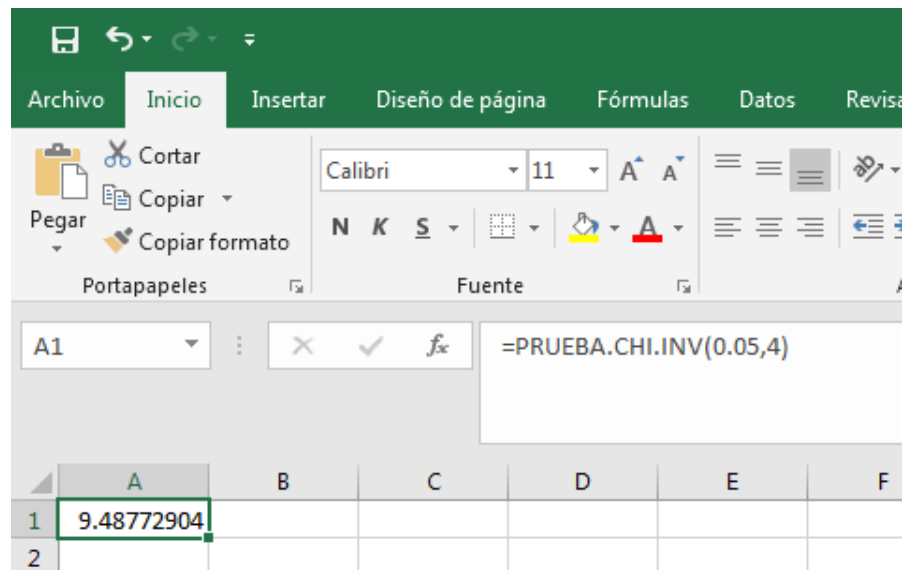 Archivo Inicio Insertar Diseño de página Fórmulas Datos Revisa
Pegar
Cortar
Copiar
Copiar formato
Portapapeles
Calibri 11 A A
N K S A
Fuente
A1 fx =PRUEBA.CHI.INV(0.05,4)
A B C D E F
1 9.48772904
2